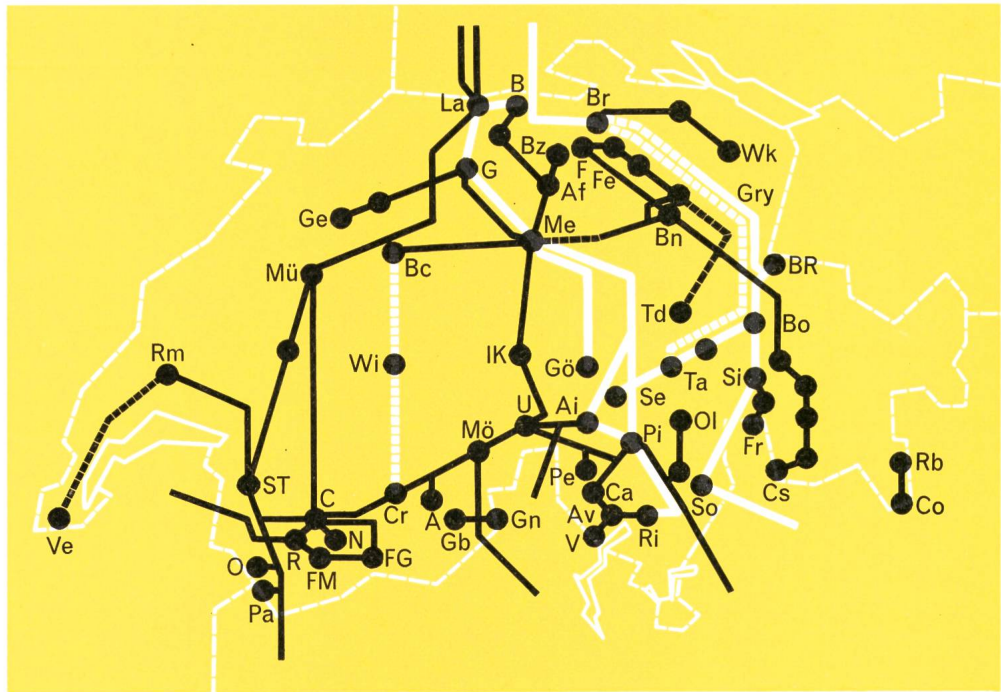 B
La
Br
Bz
F
Fe
Wk
G
Af
Gry
Ge
Me
Bn
Bc
BR
Mü
Td
Bo
Rm
Wi
IK
Gö
Ta
Si
Se
U
Ai
Ol
Mö
Pi
Fr
Pe
Rb
ST
C
Cr
A
Ca
So
Cs
Co
Ve
N
Gb
Gn
Av
Ri
V
R
O
FM
FG
Pa